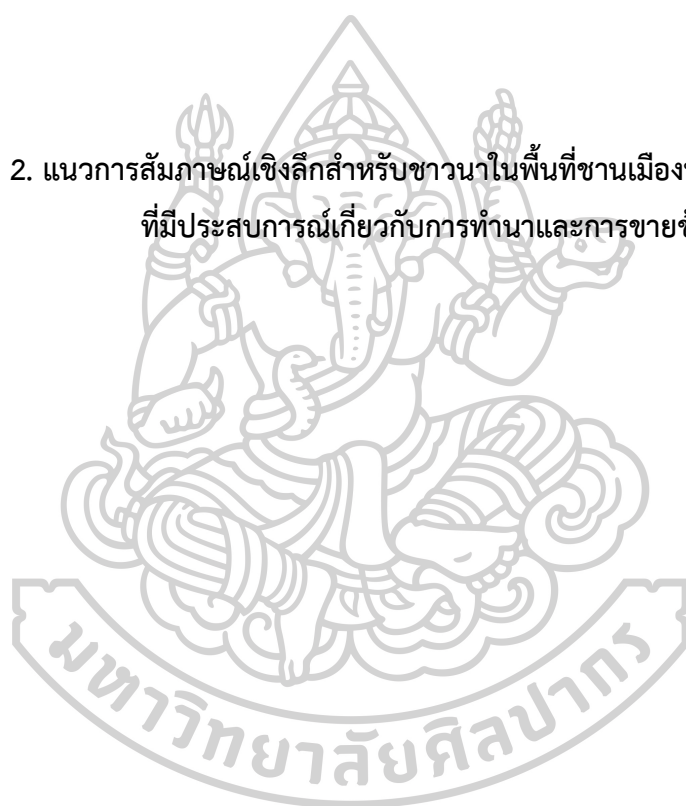 2. แนวการสัมภาษณ์เชิงลึกสำหรับชาวนาในพื้นที่ชานเมือง
ที่มีประสบการณ์เกี่ยวกับการทำนาและการขาย
มหาวิทยาลัยศิลปากร